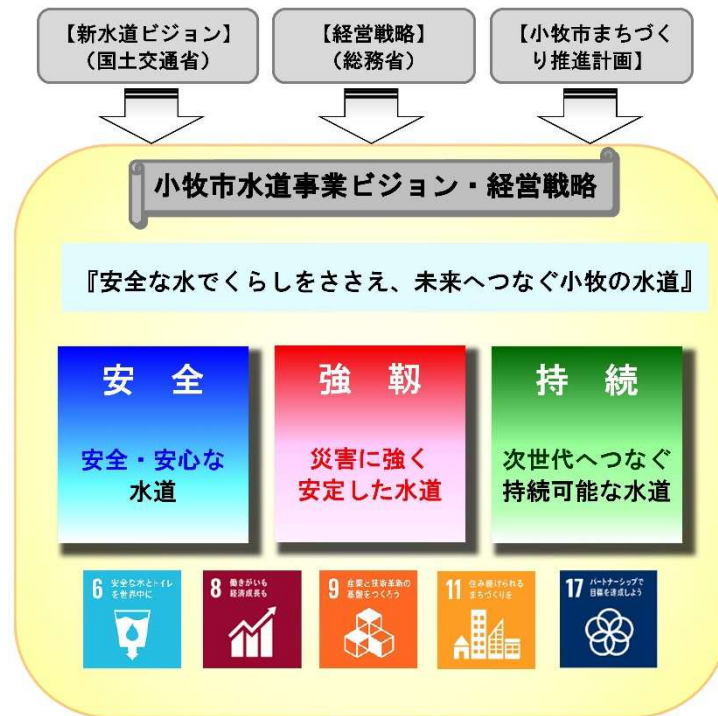 【新水道ビジョン】
（国土交通省）
【経営戦略】
（総務省）
【小牧市まちづく
り推進計画】
小牧市水道事業ビジョン・経営戦略
『安全な水でくらしをささえ、未来へつなぐ小牧の水道』
安 全
安全・安心な
水道
強 靱
災害に強く
安定した水道
持 続
次世代へつなぐ
持続可能な水道
6 安全な水とトイレ
を世界中に
8 働きがいも
経済成長も
9 産業と技術革新の
基盤をつくろう
11 住み続けられる
まちづくりを
17 パートナーシップで
目標を達成しよう